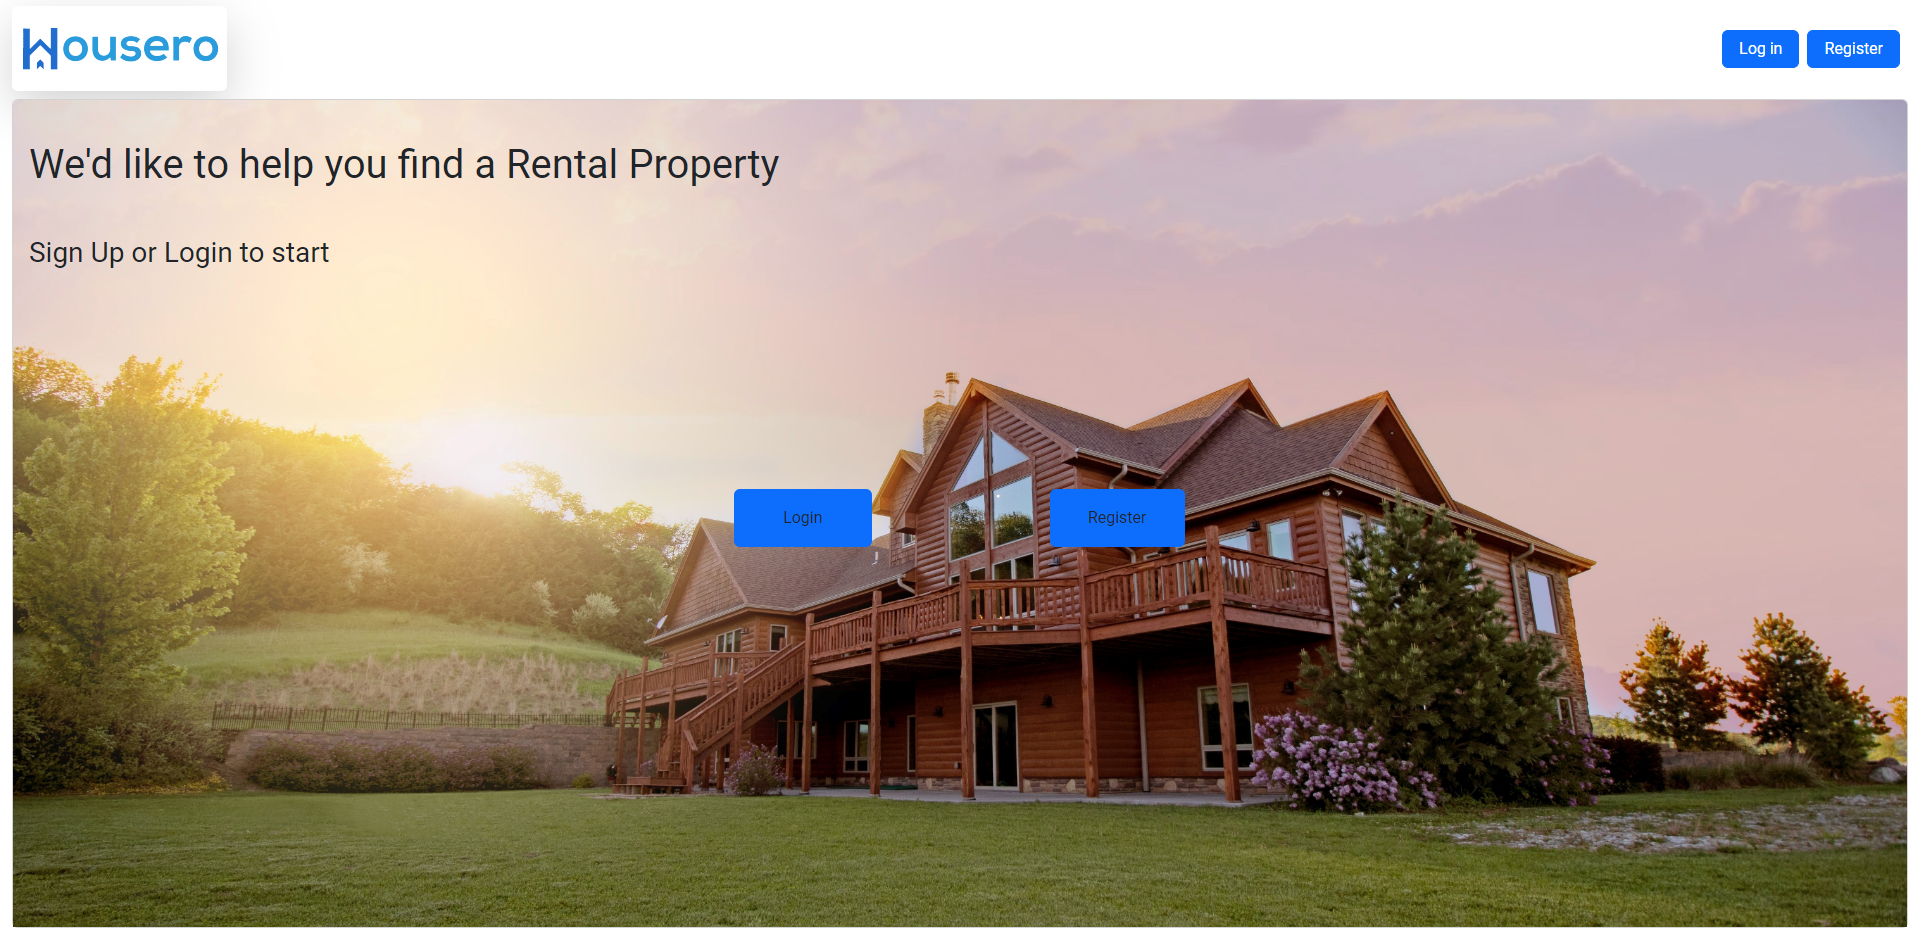 Housero
Log in
Register
We'd like to help you find a Rental Property
Sign Up or Login to start
Login
Register